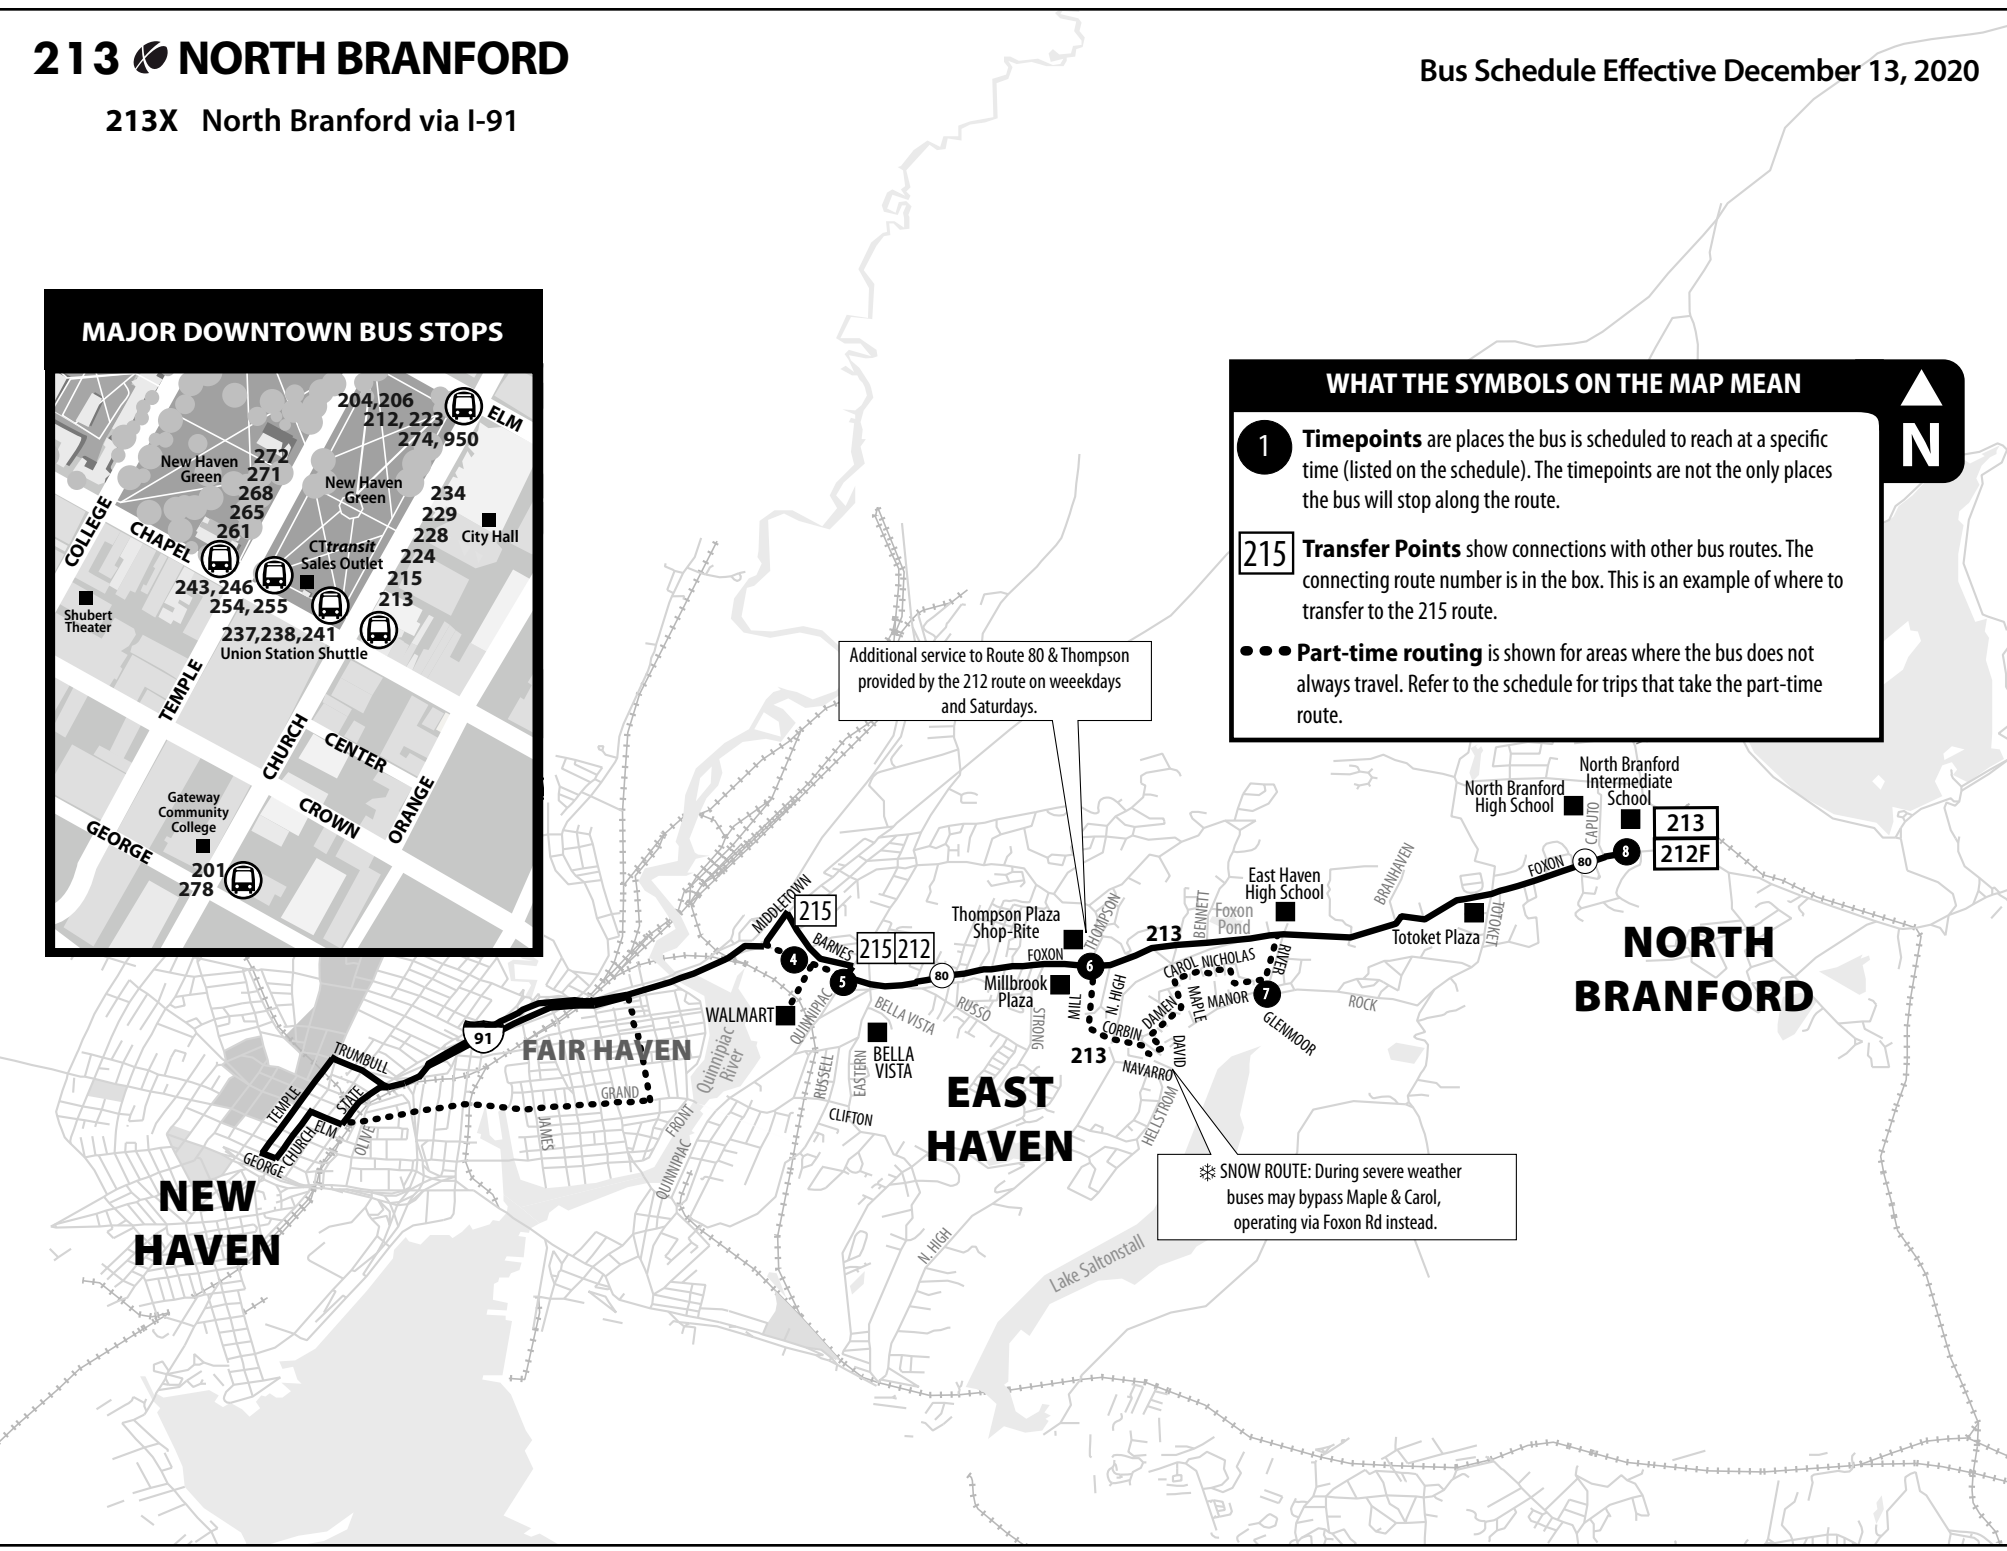 213 NORTH BRANFORD
213X North Branford via I-91
Bus Schedule Effective December 13, 2020
MAJOR DOWNTOWN BUS STOPS
204,206
212, 223
274, 950
ELM
New Haven
Green
272
271
268
265
261
New Haven
Green
234
229
228
224
215
213
City Hall
COLLEGE
CHAPEL
CTtransit
Sales Outlet
243, 246
254, 255
Shubert
Theater
237,238,241
Union Station Shuttle
TEMPLE
CHURCH
CENTER
CROWN
ORANGE
GEORGE
Gateway
Community
College
201
278
WHAT THE SYMBOLS ON THE MAP MEAN
N
1
Timepoints are places the bus is scheduled to reach at a specific
time (listed on the schedule). The timepoints are not the only places
the bus will stop along the route.
215
Transfer Points show connections with other bus routes. The
connecting route number is in the box. This is an example of where to
transfer to the 215 route.
Part-time routing is shown for areas where the bus does not
always travel. Refer to the schedule for trips that take the part-time
route.
Additional service to Route 80 & Thompson
provided by the 212 route on weeekdays
and Saturdays.
North Branford
Intermediate
School
North Branford
High School
CAPUTO
213
212F
8
80
FOXON
BRANHAVEN
TOTOKET
Totoket Plaza
East Haven
High School
BENNETT
Foxon
Pond
213
THOMPSON
Thompson Plaza
Shop-Rite
FOXON
6
Millbrook
Plaza
MILL
N. HIGH
CAROL
NICHOLAS
RIVER
MAPLE
MANOR
7
GLENMOOR
ROCK
DAMEN
CORBIN
DAVID
NAVARRO
213
HELLSTROM
MIDDLETOWN
215
BARNES
215
212
4
5
80
WALMART
QUINNIPIAC
BELLA VISTA
RUSSO
STRONG
BELLA
VISTA
RUSSELL
EASTERN
CLIFTON
91
FAIR HAVEN
Quinnipiac
River
GRAND
JAMES
FRONT
QUINNIPIAC
TRUMBULL
TEMPLE
STATE
ELM
CHURCH
GEORGE
OLIVE
NEW
HAVEN
EAST
HAVEN
NORTH
BRANFORD
N. HIGH
Lake Saltonstall
SNOW ROUTE: During severe weather
buses may bypass Maple & Carol,
operating via Foxon Rd instead.